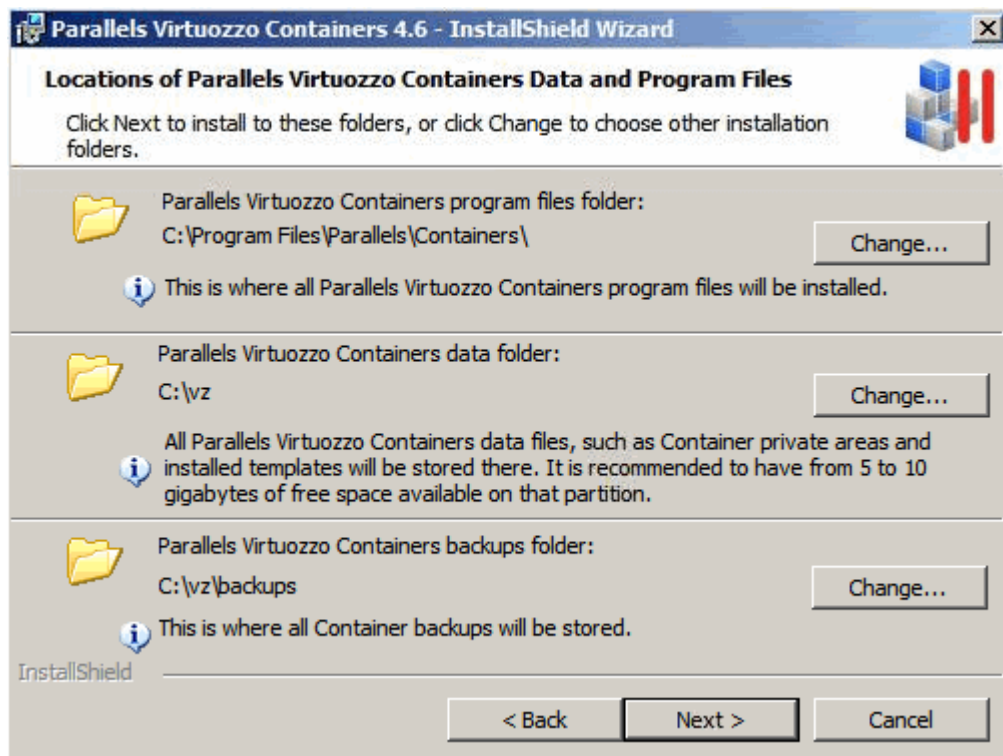 Parallels Virtuozzo Containers 4.6 - InstallShield Wizard
Locations of Parallels Virtuozzo Containers Data and Program Files
Click Next to install to these folders, or click Change to choose other installation
folders.
Parallels Virtuozzo Containers program files folder:
C:\Program Files\Parallels\Containers\
Change...
This is where all Parallels Virtuozzo Containers program files will be installed.
Parallels Virtuozzo Containers data folder:
C:\vz
Change...
All Parallels Virtuozzo Containers data files, such as Container private areas and
installed templates will be stored there. It is recommended to have from 5 to 10
gigabytes of free space available on that partition.
Parallels Virtuozzo Containers backups folder:
C:\vz\backups
Change...
This is where all Container backups will be stored.
InstallShield
< Back Next > Cancel